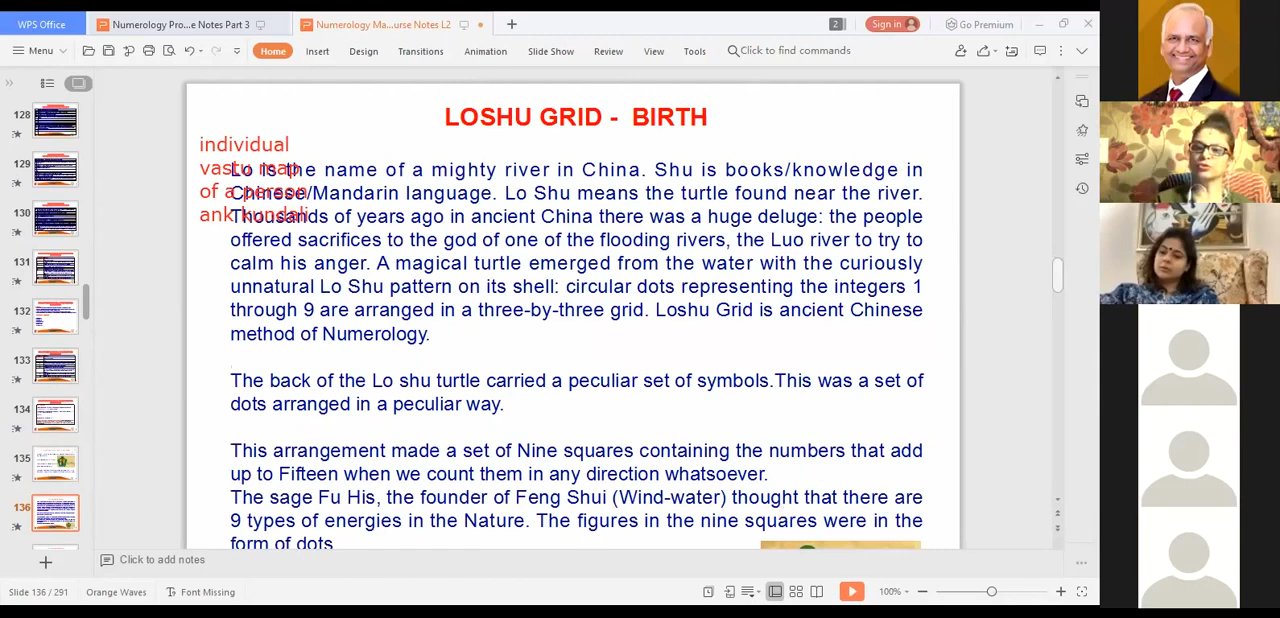 WPS Office
Numerology Pro...e Notes Part 3
Numerology Ma...urse Notes L2
2
Sign in
Go Premium
Menu
Home
Insert
Design
Transitions
Animation
Slide Show
Review
View
Tools
Click to find commands
128
129
130
131
132
133
134
135
136
LOSHU GRID - BIRTH
individual
vastu map
of a person
ank kundali
Lo is the name of a mighty river in China. Shu is books/knowledge in
Chinese/Mandarin language. Lo Shu means the turtle found near the river.
Thousands of years ago in ancient China there was a huge deluge: the people
offered sacrifices to the god of one of the flooding rivers, the Luo river to try to
calm his anger. A magical turtle emerged from the water with the curiously
unnatural Lo Shu pattern on its shell: circular dots representing the integers 1
through 9 are arranged in a three-by-three grid. Loshu Grid is ancient Chinese
method of Numerology.
The back of the Lo shu turtle carried a peculiar set of symbols.This was a set of
dots arranged in a peculiar way.
This arrangement made a set of Nine squares containing the numbers that add
up to Fifteen when we count them in any direction whatsoever.
The sage Fu His, the founder of Feng Shui (Wind-water) thought that there are
9 types of energies in the Nature. The figures in the nine squares were in the
form of dots
Click to add notes
Slide 136 / 291
Orange Waves
Font Missing
100%